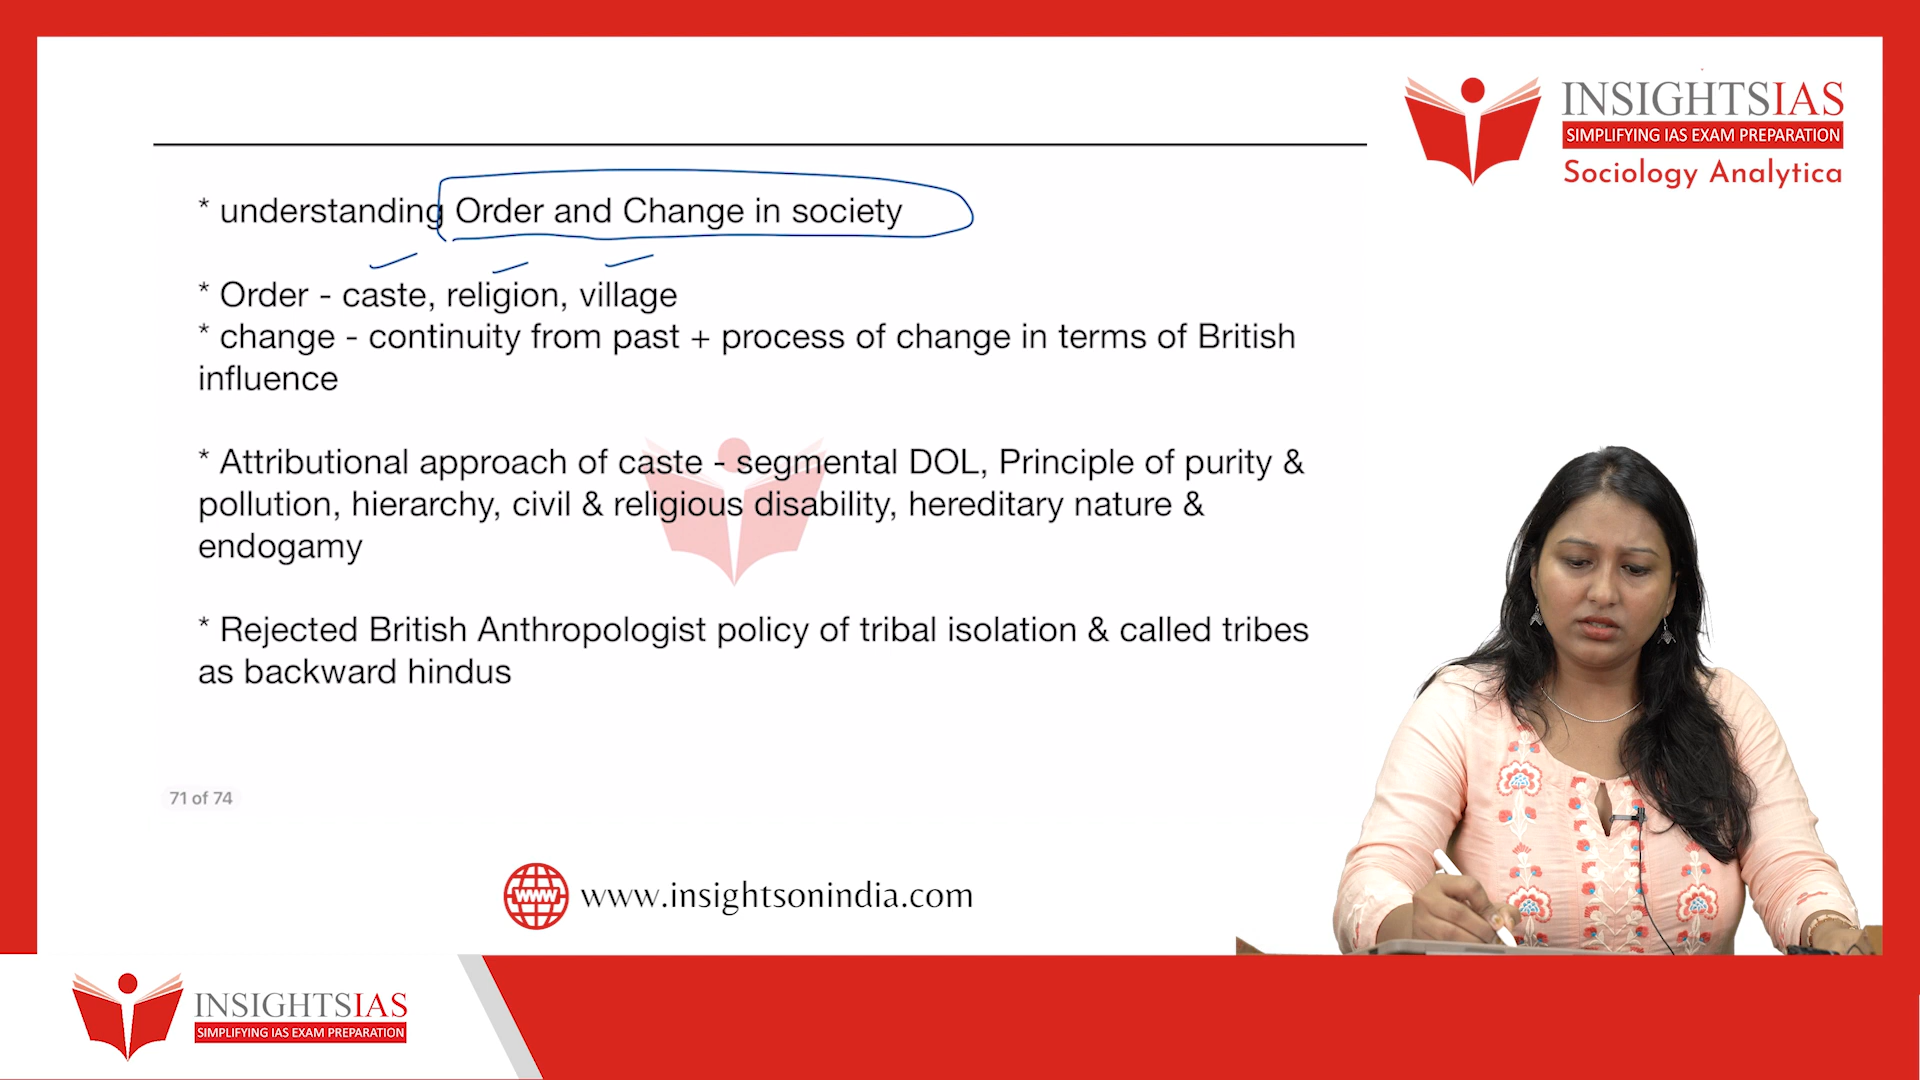 INSIGHTSIAS
SIMPLIFYING IAS EXAM PREPARATION
Sociology Analytica
* understanding Order and Change in society
* Order - caste, religion, village
* change - continuity from past + process of change in terms of British
influence
* Attributional approach of caste - segmental DOL, Principle of purity &
pollution, hierarchy, civil & religious disability, hereditary nature &
endogamy
* Rejected British Anthropologist policy of tribal isolation & called tribes
as backward hindus
71 of 74
www www.insightsonindia.com
INSIGHTSIAS
SIMPLIFYING IAS EXAM PREPARATION